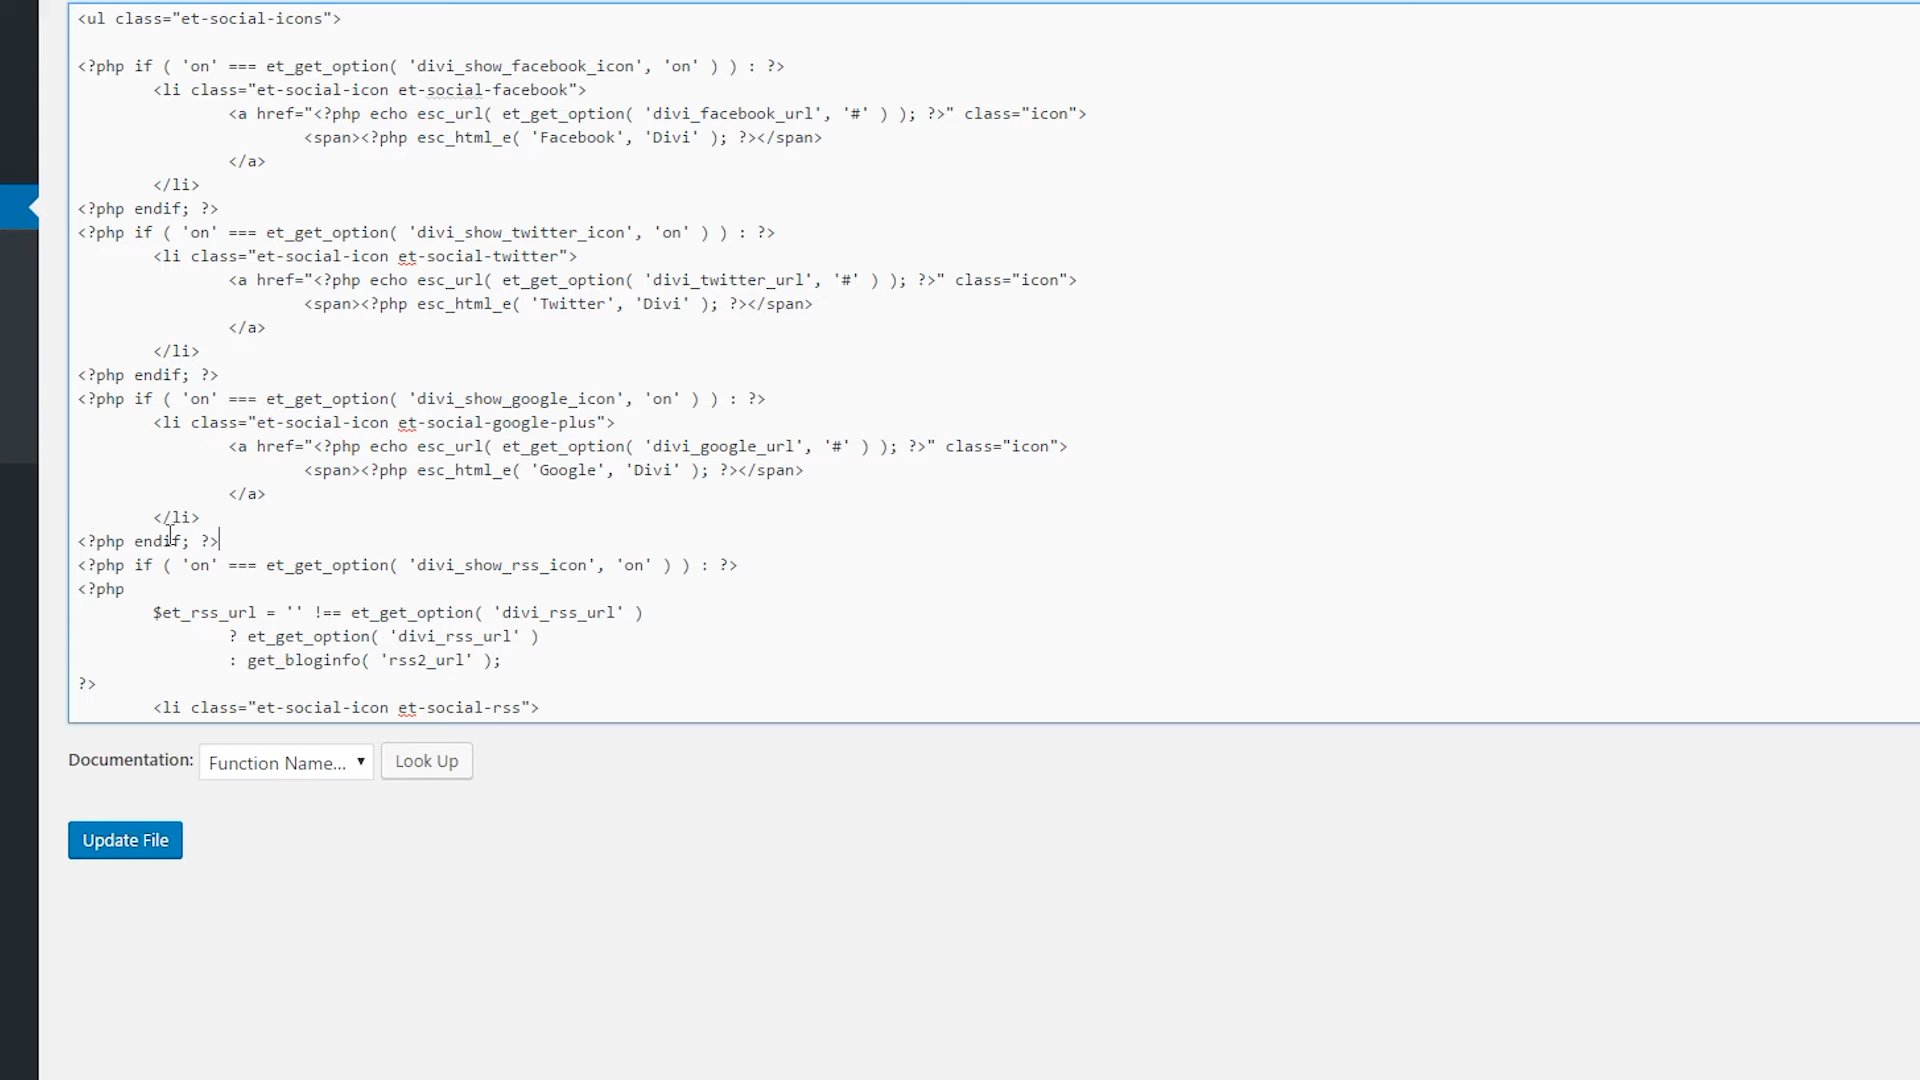 <ul class="et-social-icons">
<?php if ( 'on' === et_get_option( 'divi_show_facebook_icon', 'on' ) ) : ?>
<li class="et-social-icon et-social-facebook">
<a href="<?php echo esc_url( et_get_option( 'divi_facebook_url', '#' ) ); ?>" class="icon">
<span><?php esc_html_e( 'Facebook', 'Divi' ); ?></span>
</a>
</li>
<?php endif; ?>
<?php if ( 'on' === et_get_option( 'divi_show_twitter_icon', 'on' ) ) : ?>
<li class="et-social-icon et-social-twitter">
<a href="<?php echo esc_url( et_get_option( 'divi_twitter_url', '#' ) ); ?>" class="icon">
<span><?php esc_html_e( 'Twitter', 'Divi' ); ?></span>
</a>
</li>
<?php endif; ?>
<?php if ( 'on' === et_get_option( 'divi_show_google_icon', 'on' ) ) : ?>
<li class="et-social-icon et-social-google-plus">
<a href="<?php echo esc_url( et_get_option( 'divi_google_url', '#' ) ); ?>" class="icon">
<span><?php esc_html_e( 'Google', 'Divi' ); ?></span>
</a>
</li>
<?php endif; ?>
<?php if ( 'on' === et_get_option( 'divi_show_rss_icon', 'on' ) ) : ?>
<?php
$et_rss_url = '' !== et_get_option( 'divi_rss_url' )
? et_get_option( 'divi_rss_url' )
: get_bloginfo( 'rss2_url' );
?>
<li class="et-social-icon et-social-rss">
Documentation: Function Name... Look Up
Update File